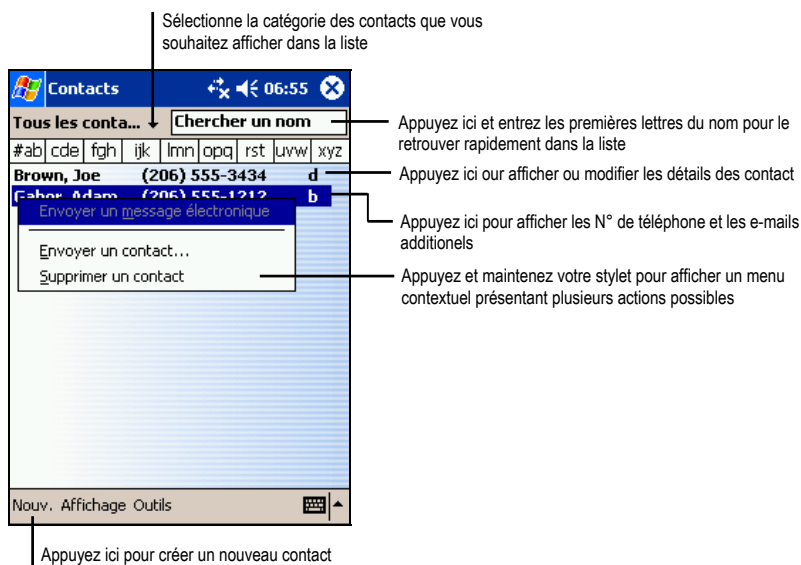 Sélectionne la catégorie des contacts que vous
souhaitez afficher dans la liste
Contacts 06:55
Tous les conta... Chercher un nom
#ab cde fgh ijk lmn opq rst uvw xyz
Brown, Joe (206) 555-3434 d
Gabor, Adam (206) 555-1212 b
Envoyer un message électronique
Envoyer un contact...
Supprimer un contact
Appuyez ici et entrez les premières lettres du nom pour le
retrouver rapidement dans la liste
Appuyez ici our afficher ou modifier les détails des contact
Appuyez ici pour afficher les N° de téléphone et les e-mails
additionels
Appuyez et maintenez votre stylet pour afficher un menu
contextuel présentant plusieurs actions possibles
Nouv. Affichage Outils
Appuyez ici pour créer un nouveau contact